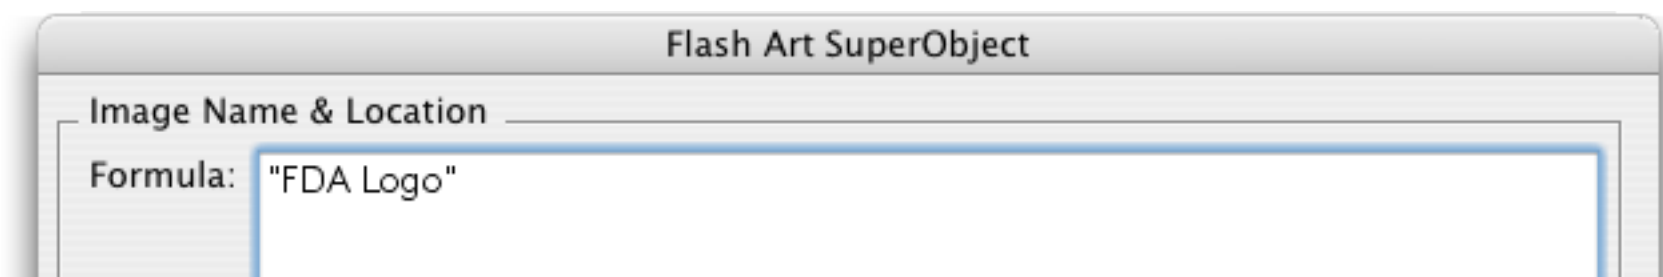 Flash Art SuperObject
Image Name & Location
Formula: "FDA Logo"